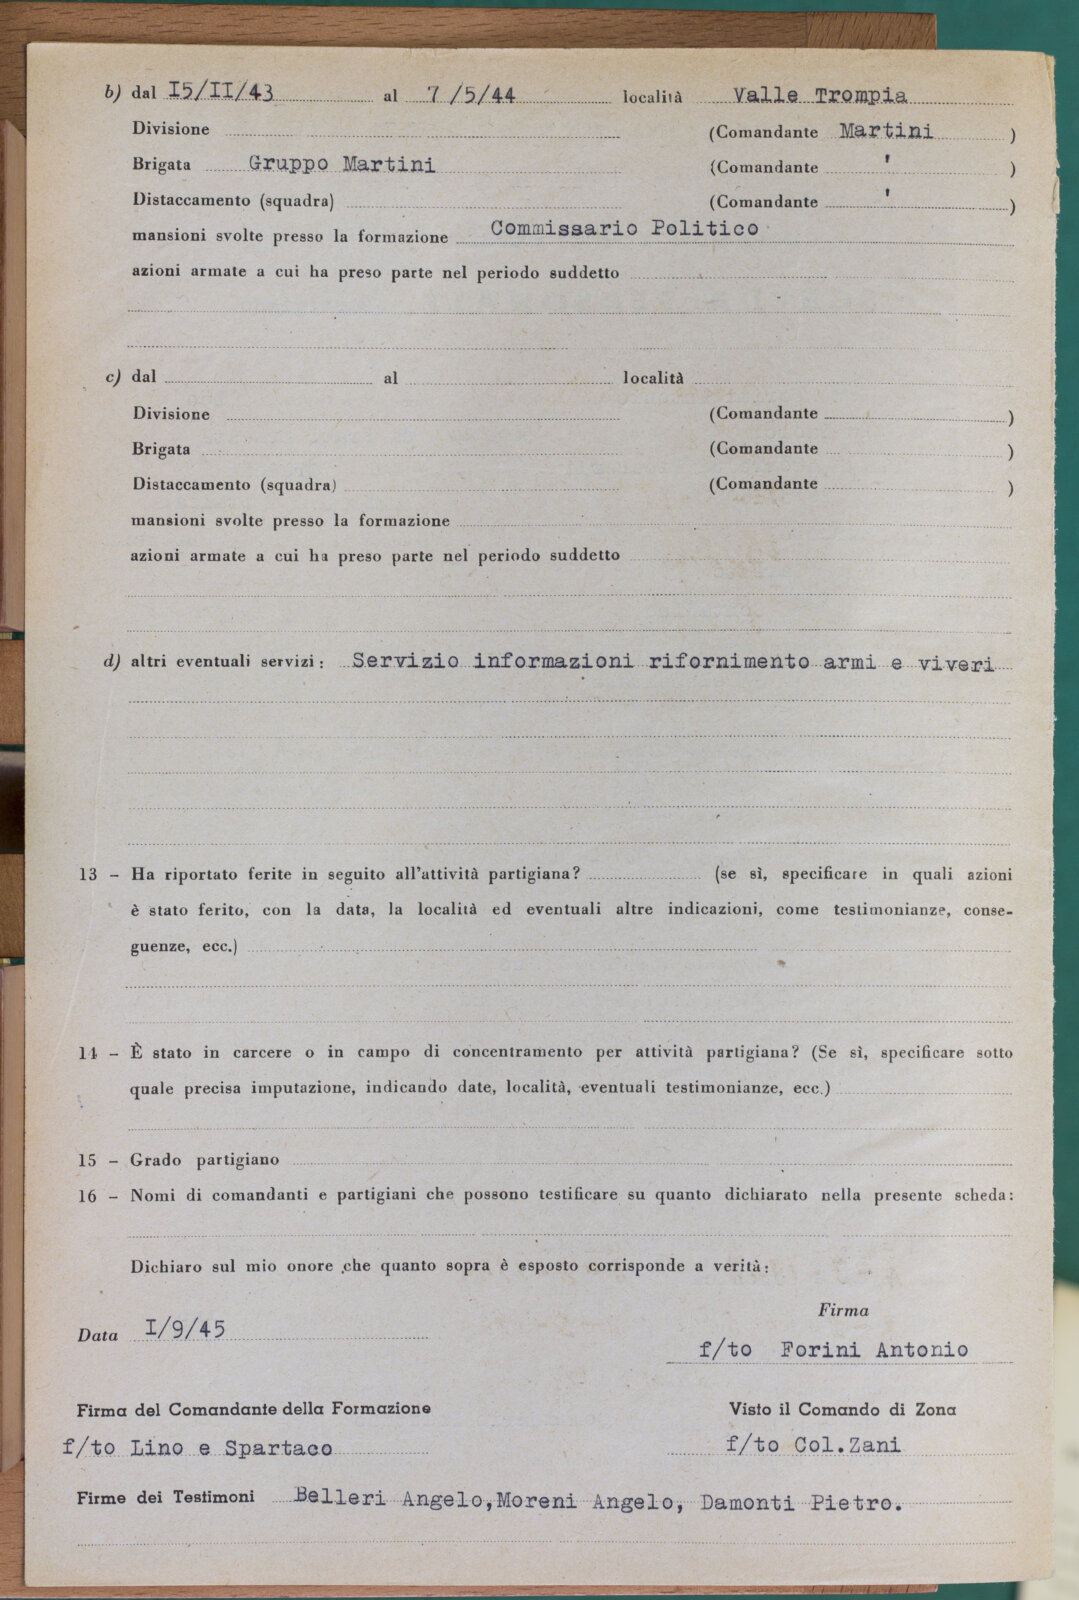 b) dal I5/II/43 al 7/5/44 località Valle Trompia
Divisione (Comandante Martini )
Brigata Gruppo Martini (Comandante ' )
Distaccamento (squadra) (Comandante ' )
mansioni svolte presso la formazione Commissario Politico
azioni armate a cui ha preso parte nel periodo suddetto
c) dal al località
Divisione (Comandante )
Brigata (Comandante )
Distaccamento (squadra) (Comandante )
mansioni svolte presso la formazione
azioni armate a cui ha preso parte nel periodo suddetto
d) altri eventuali servizi: Servizio informazioni rifornimento armi e viveri
13 – Ha riportato ferite in seguito all'attività partigiana? (se sì, specificare in quali azioni
è stato ferito, con la data, la località ed eventuali altre indicazioni, come testimonianze, conse-
guenze, ecc.)
14 – È stato in carcere o in campo di concentramento per attività partigiana? (Se sì, specificare sotto
quale precisa imputazione, indicando date, località, eventuali testimonianze, ecc.)
15 – Grado partigiano
16 – Nomi di comandanti e partigiani che possono testificare su quanto dichiarato nella presente scheda:
Dichiaro sul mio onore che quanto sopra è esposto corrisponde a verità:
Firma
Data I/9/45
f/to Forini Antonio
Firma del Comandante della Formazione Visto il Comando di Zona
f/to Lino e Spartaco f/to Col.Zani
Firme dei Testimoni Belleri Angelo,Moreni Angelo, Damonti Pietro.